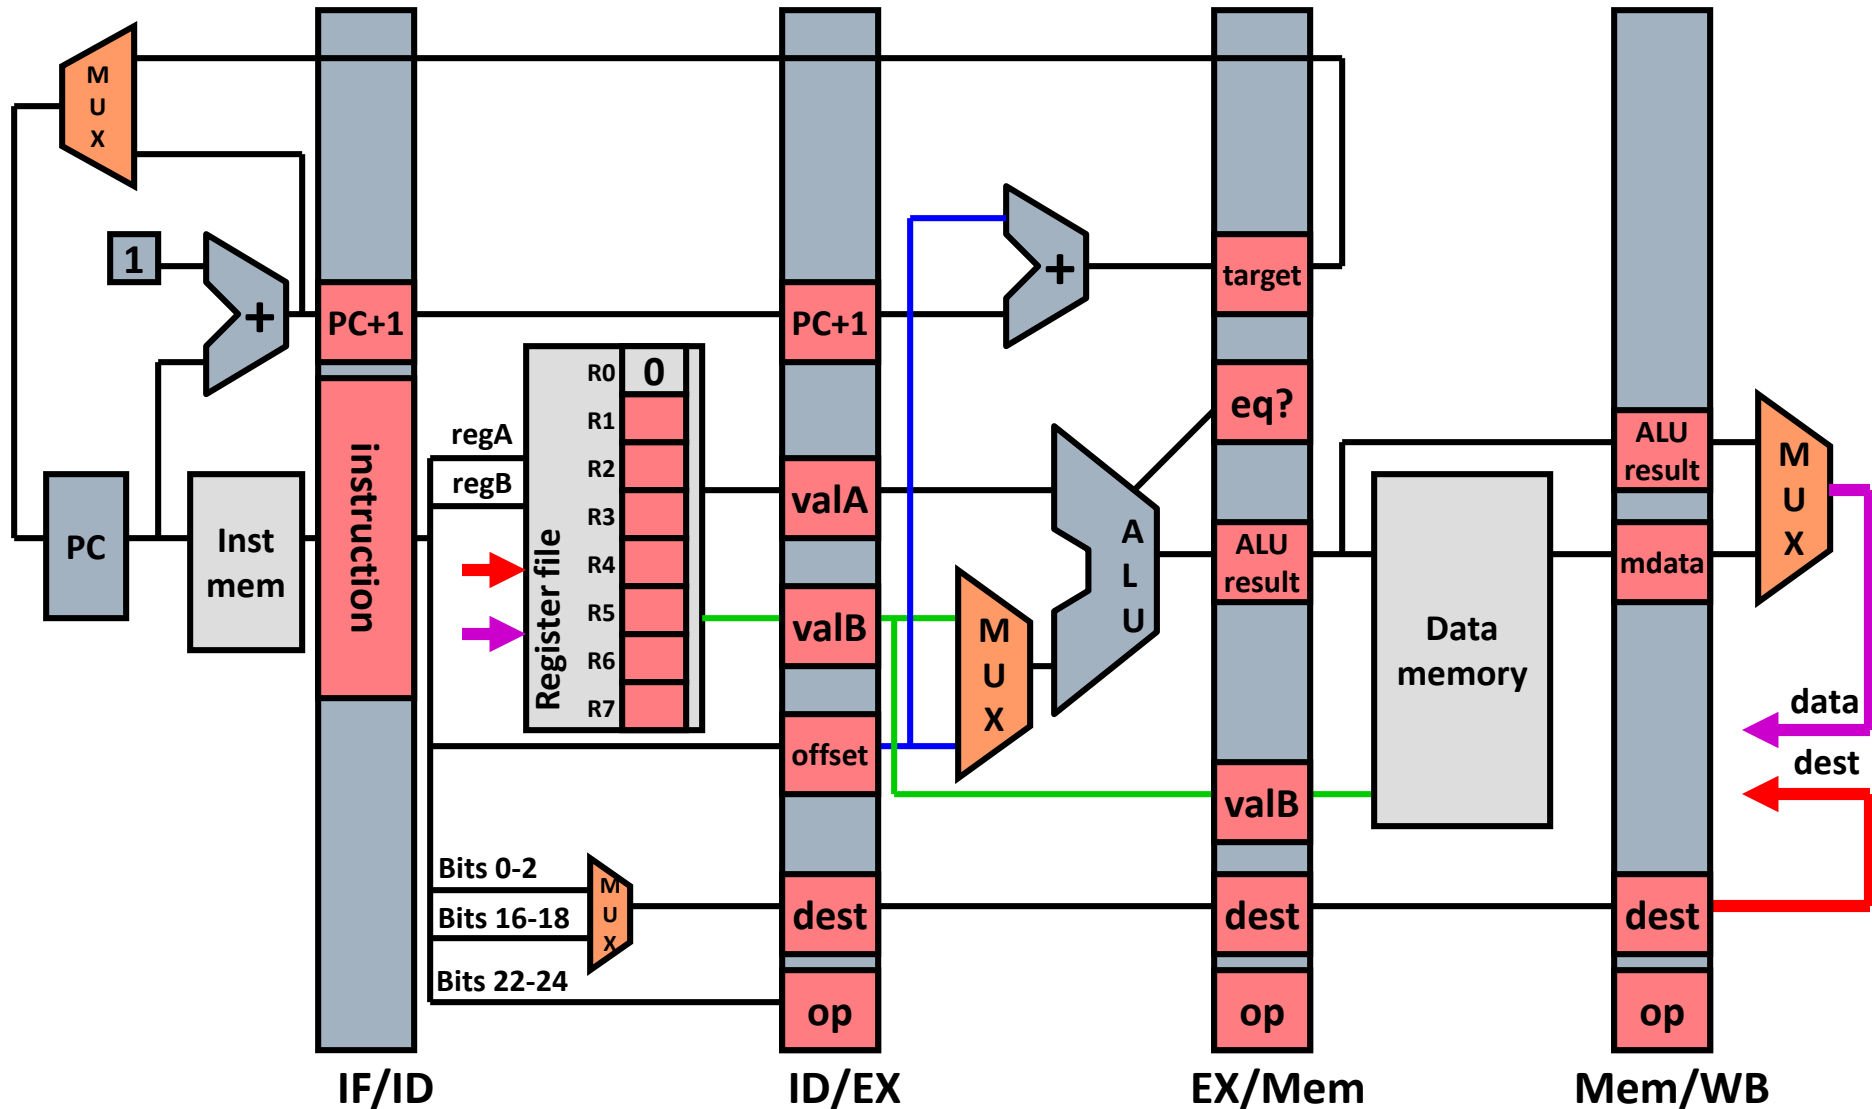 M
U
X
1
+
PC
Inst
mem
PC+1
instruction
IF/ID
regA
regB
Register file
R0
0
R1
R2
R3
R4
R5
R6
R7
Bits 0-2
Bits 16-18
Bits 22-24
M
U
X
PC+1
valA
valB
offset
dest
op
ID/EX
+
M
U
X
A
L
U
target
eq?
ALU
result
valB
dest
op
EX/Mem
Data
memory
ALU
result
mdata
dest
op
Mem/WB
M
U
X
data
dest